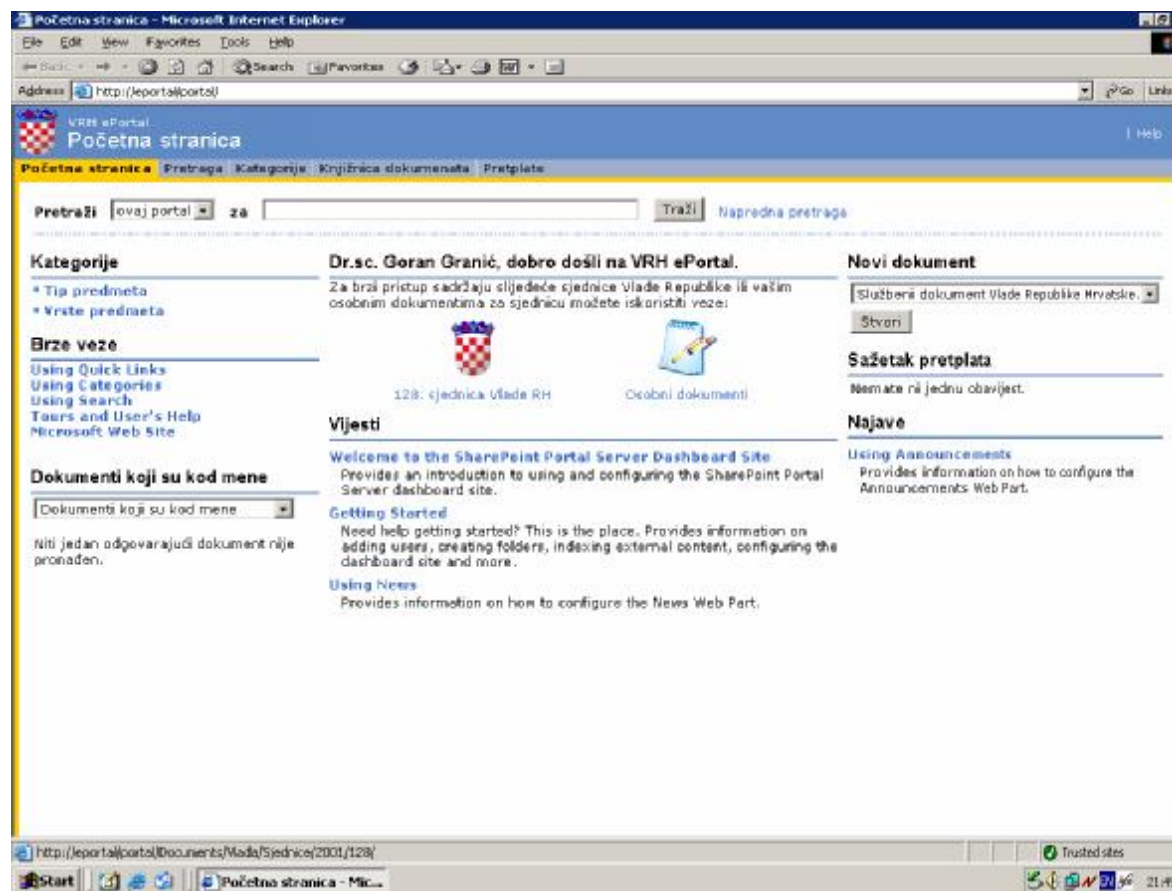 Početna stranica - Microsoft Internet Explorer
File Edit View Favorites Tools Help
Back Search Favorites
Address http://eportal/portal/ Go Links
VRH ePortal
Početna stranica
Help
Početna stranica Pretraga Kategorije Knjižnica dokumenata Pretplate
Pretraži ovaj portal za Traži Napredna pretraga
Kategorije
Tip predmeta
Vrste predmeta
Brze veze
Using Quick Links
Using Categories
Using Search
Tours and User's Help
Microsoft Web Site
Dokumenti koji su kod mene
Dokumenti koji su kod mene
Niti jedan odgovarajući dokument nije
pronađen.
Dr.sc. Goran Granić, dobro došli na VRH ePortal.
Za brzi pristup sadržaju slijedeće sjednice Vlade Republike ili vašim
osobnim dokumentima za sjednicu možete iskoristiti veze:
128. sjednica Vlade RH
Osobni dokumenti
Vijesti
Welcome to the SharePoint Portal Server Dashboard Site
Provides an introduction to using and configuring the SharePoint Portal
Server dashboard site.
Getting Started
Need help getting started? This is the place. Provides information on
adding users, creating folders, indexing external content, configuring the
dashboard site and more.
Using News
Provides information on how to configure the News Web Part.
Novi dokument
Službeni dokument Vlade Republike Hrvatske.
Stvori
Sažetak pretplata
Nemate ni jednu obavijest.
Najave
Using Announcements
Provides information on how to configure the
Announcements Web Part.
http://eportal/portal/Documents/Vlada/Sjednice/2001/128/
Trusted sites
Start
Početna stranica - Mic...
EN